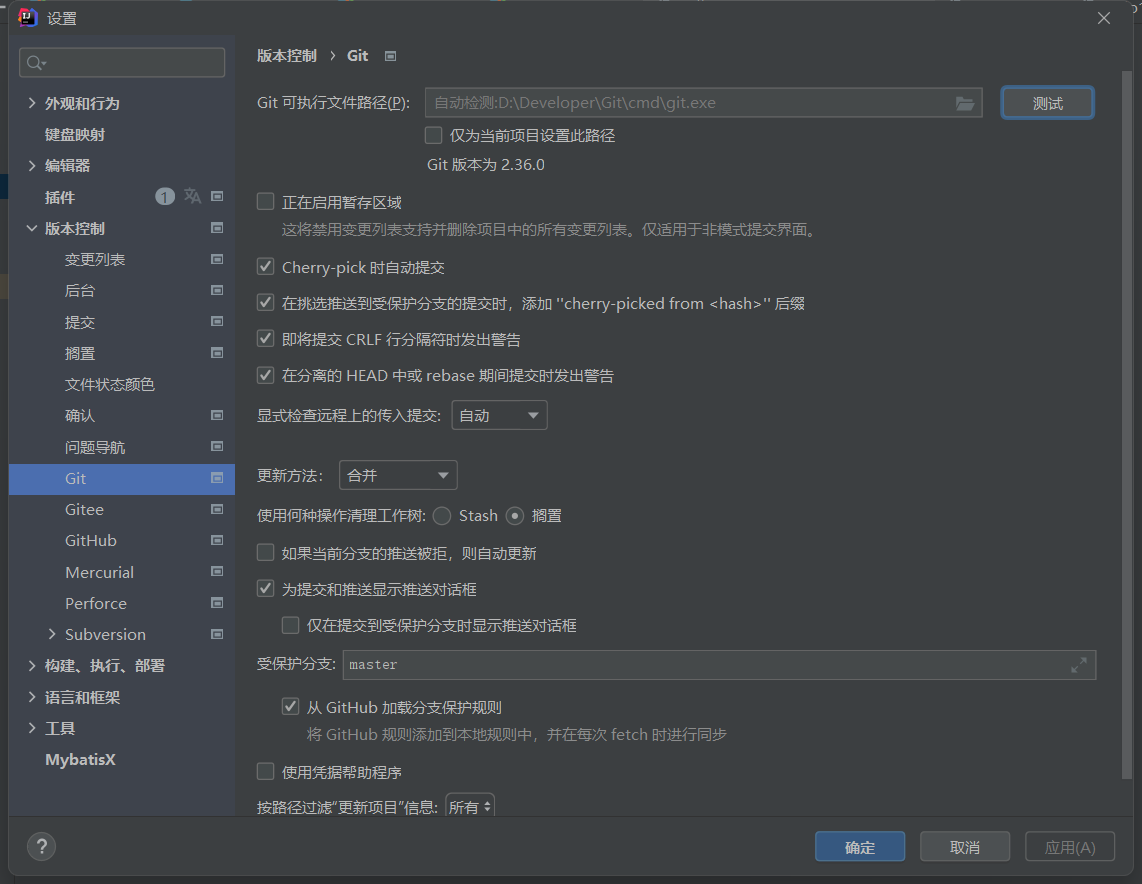 设置
外观和行为
键盘映射
编辑器
插件 1
版本控制
变更列表
后台
提交
搁置
文件状态颜色
确认
问题导航
Git
Gitee
GitHub
Mercurial
Perforce
Subversion
构建、执行、部署
语言和框架
工具
MybatisX
版本控制 › Git
Git 可执行文件路径(P): 自动检测:D:\Developer\Git\cmd\git.exe 测试
仅为当前项目设置此路径
Git 版本为 2.36.0
正在启用暂存区域
这将禁用变更列表支持并删除项目中的所有变更列表。仅适用于非模式提交界面。
Cherry-pick 时自动提交
在挑选推送到受保护分支的提交时，添加 "cherry-picked from <hash>" 后缀
即将提交 CRLF 行分隔符时发出警告
在分离的 HEAD 中或 rebase 期间提交时发出警告
显式检查远程上的传入提交: 自动
更新方法： 合并
使用何种操作清理工作树: Stash 搁置
如果当前分支的推送被拒，则自动更新
为提交和推送显示推送对话框
仅在提交到受保护分支时显示推送对话框
受保护分支: master
从 GitHub 加载分支保护规则
将 GitHub 规则添加到本地规则中，并在每次 fetch 时进行同步
使用凭据帮助程序
按路径过滤“更新项目”信息: 所有
?
确定 取消 应用(A)